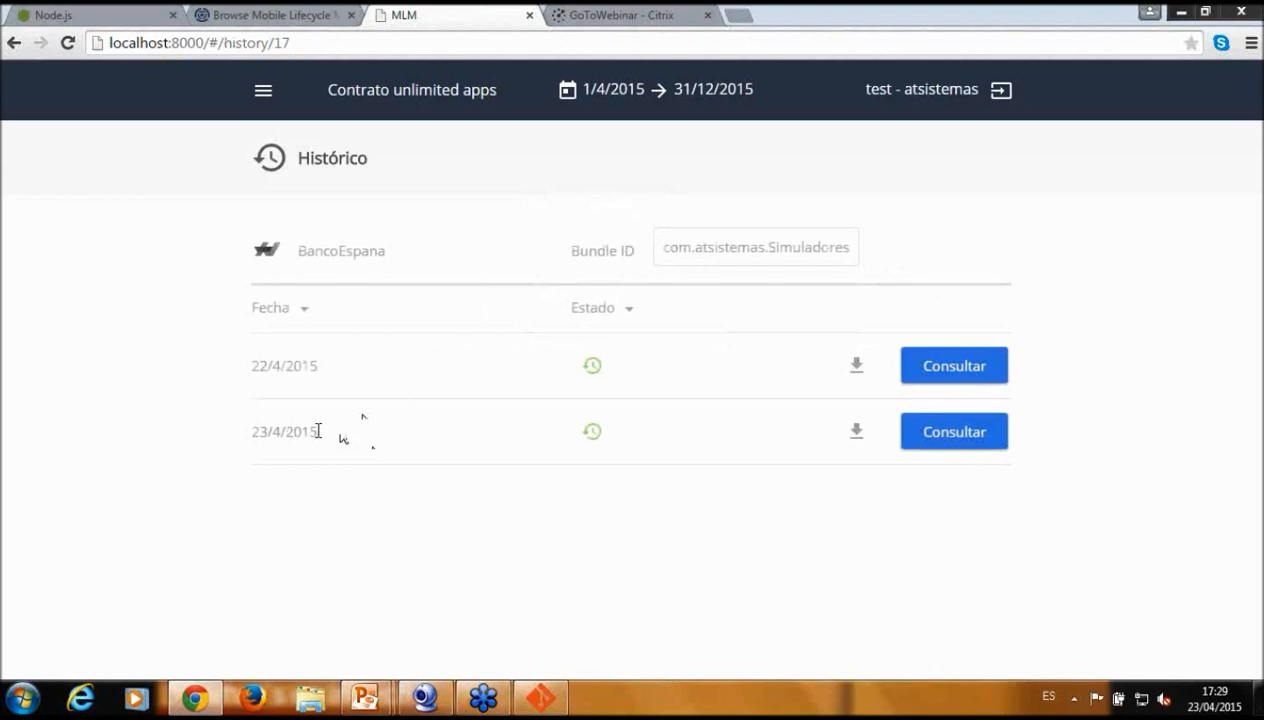 Node.js
Browse Mobile Lifecycle
MLM
GoToWebinar - Citrix
localhost:8000/#/history/17
Contrato unlimited apps
1/4/2015 → 31/12/2015
test - atsistemas
Histórico
BancoEspana
Bundle ID
com.atsistemas.Simuladores
Fecha
Estado
22/4/2015
Consultar
23/4/2015
Consultar
ES
17:29
23/04/2015